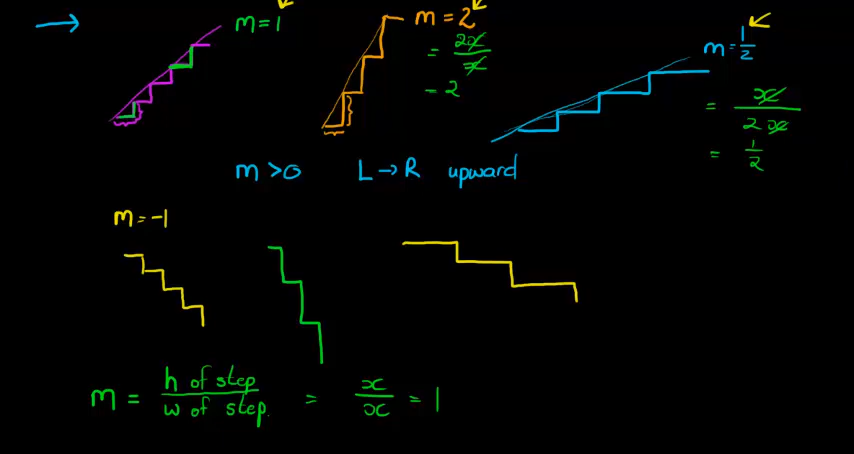 m = 1
m = 2
= 2x/x
= 2
m = 1/2
= x/2x
= 1/2
m > 0 L → R upward
m = -1
m = h of step/w of step. = x/x = 1